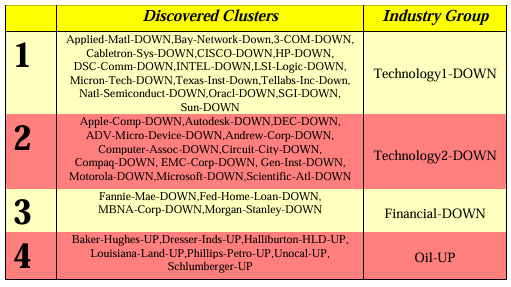 Discovered Clusters
Industry Group
1
Applied-Matl-DOWN,Bay-Network-Down,3-COM-DOWN,
Cabletron-Sys-DOWN,CISCO-DOWN,HP-DOWN,
DSC-Comm-DOWN,INTEL-DOWN,LSI-Logic-DOWN,
Micron-Tech-DOWN,Texas-Inst-Down,Tellabs-Inc-Down,
Natl-Semiconduct-DOWN,Oracl-DOWN,SGI-DOWN,
Sun-DOWN
Technology1-DOWN
2
Apple-Comp-DOWN,Autodesk-DOWN,DEC-DOWN,
ADV-Micro-Device-DOWN,Andrew-Corp-DOWN,
Computer-Assoc-DOWN,Circuit-City-DOWN,
Compaq-DOWN, EMC-Corp-DOWN, Gen-Inst-DOWN,
Motorola-DOWN,Microsoft-DOWN,Scientific-Atl-DOWN
Technology2-DOWN
3
Fannie-Mae-DOWN,Fed-Home-Loan-DOWN,
MBNA-Corp-DOWN,Morgan-Stanley-DOWN
Financial-DOWN
4
Baker-Hughes-UP,Dresser-Inds-UP,Halliburton-HLD-UP,
Louisiana-Land-UP,Phillips-Petro-UP,Unocal-UP,
Schlumberger-UP
Oil-UP